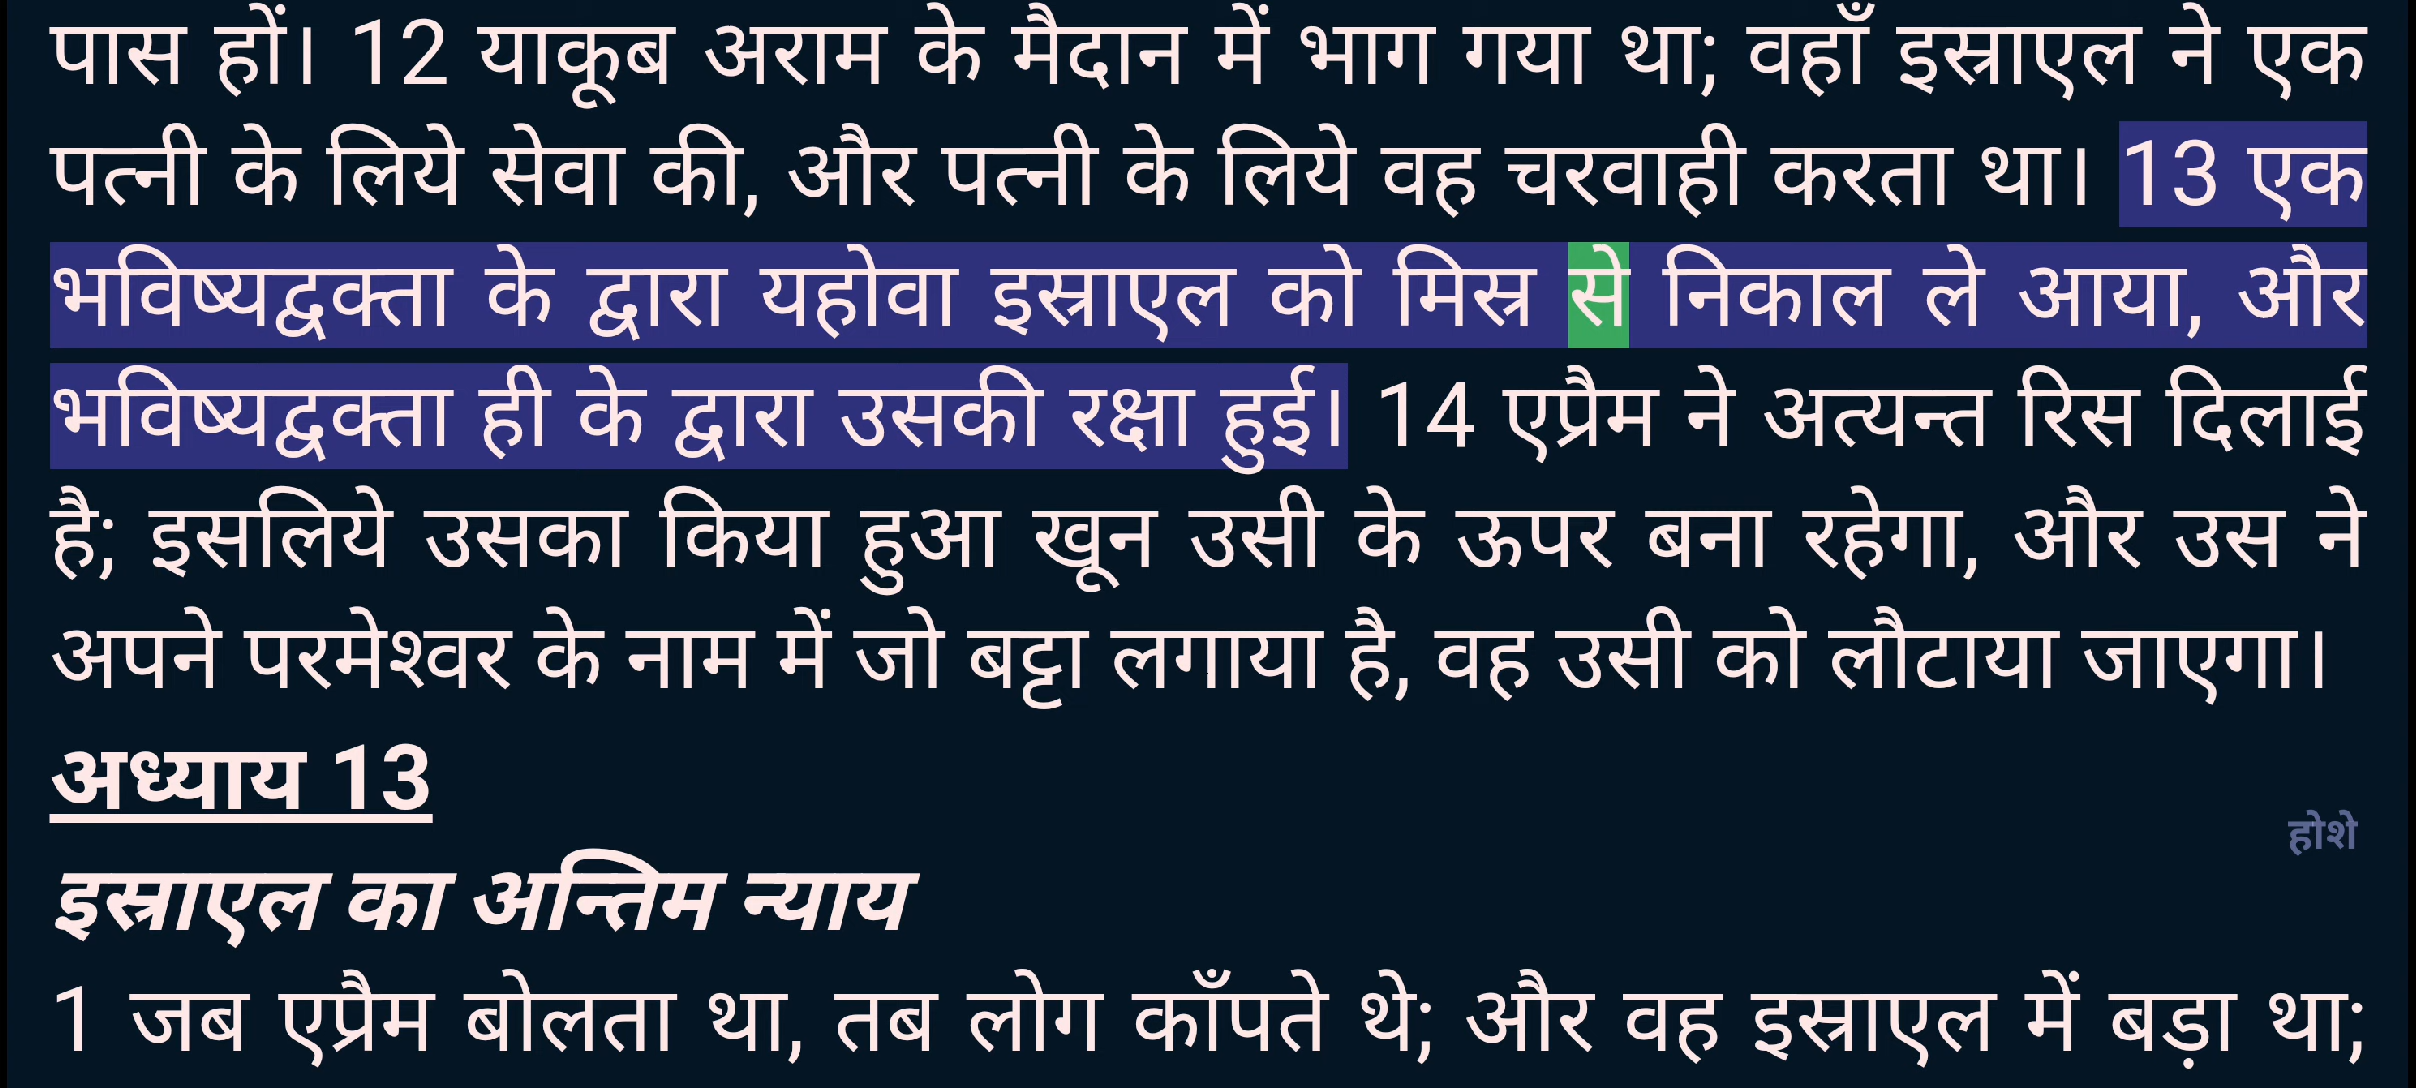 पास हों। 12 याकूब अराम के मैदान में भाग गया था; वहाँ इस्राएल ने एक
पत्नी के लिये सेवा की, और पत्नी के लिये वह चरवाही करता था। 13 एक
भविष्यद्वक्ता के द्वारा यहोवा इस्राएल को मिस्र से निकाल ले आया, और
भविष्यद्वक्ता ही के द्वारा उसकी रक्षा हुई। 14 एप्रैम ने अत्यन्त रिस दिलाई
है; इसलिये उसका किया हुआ खून उसी के ऊपर बना रहेगा, और उस ने
अपने परमेश्वर के नाम में जो बट्टा लगाया है, वह उसी को लौटाया जाएगा।
अध्याय 13
होशे
इस्राएल का अन्तिम न्याय
1 जब एप्रैम बोलता था, तब लोग काँपते थे; और वह इस्राएल में बड़ा था;